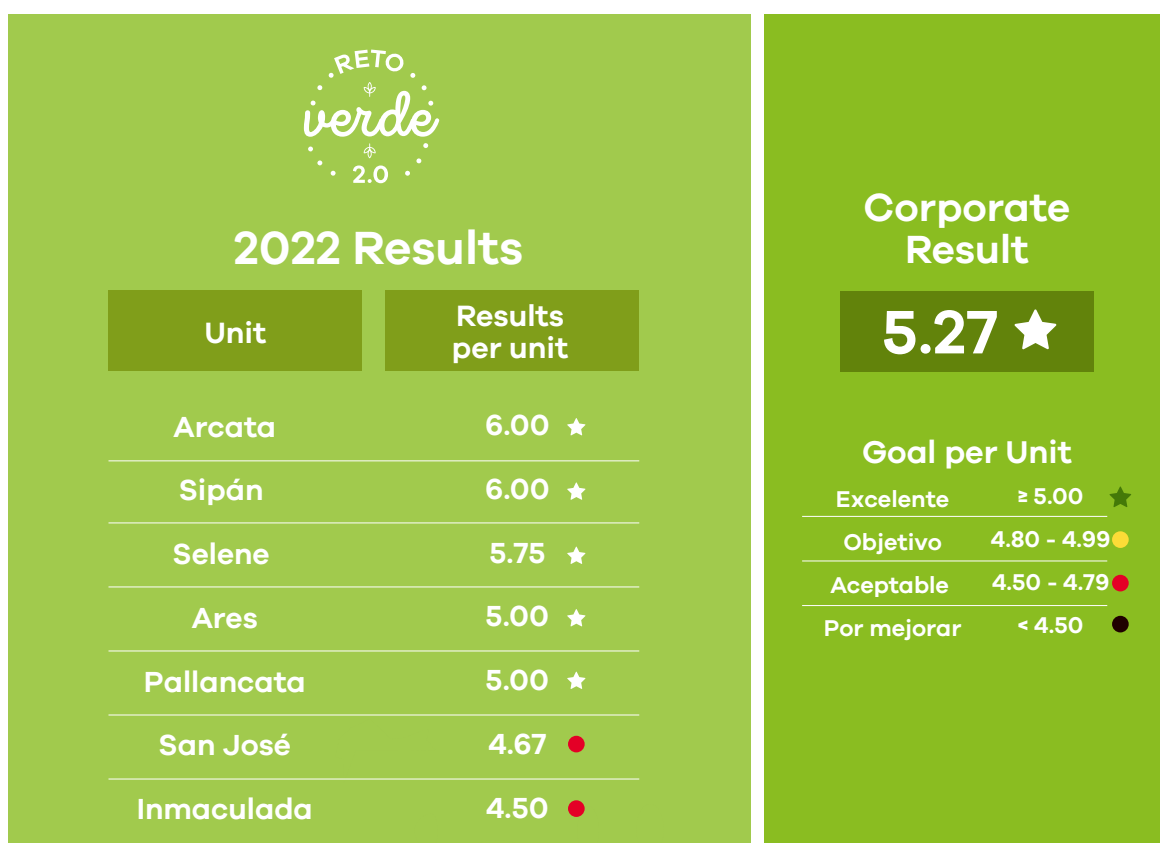 RETO
verde
2.0
2022 Results
Unit
Results
per unit
Arcata 6.00
Sipán 6.00
Selene 5.75
Ares 5.00
Pallancata 5.00
San José 4.67
Inmaculada 4.50
Corporate
Result
5.27
Goal per Unit
Excelente ≥ 5.00
Objetivo 4.80 - 4.99
Aceptable 4.50 - 4.79
Por mejorar < 4.50